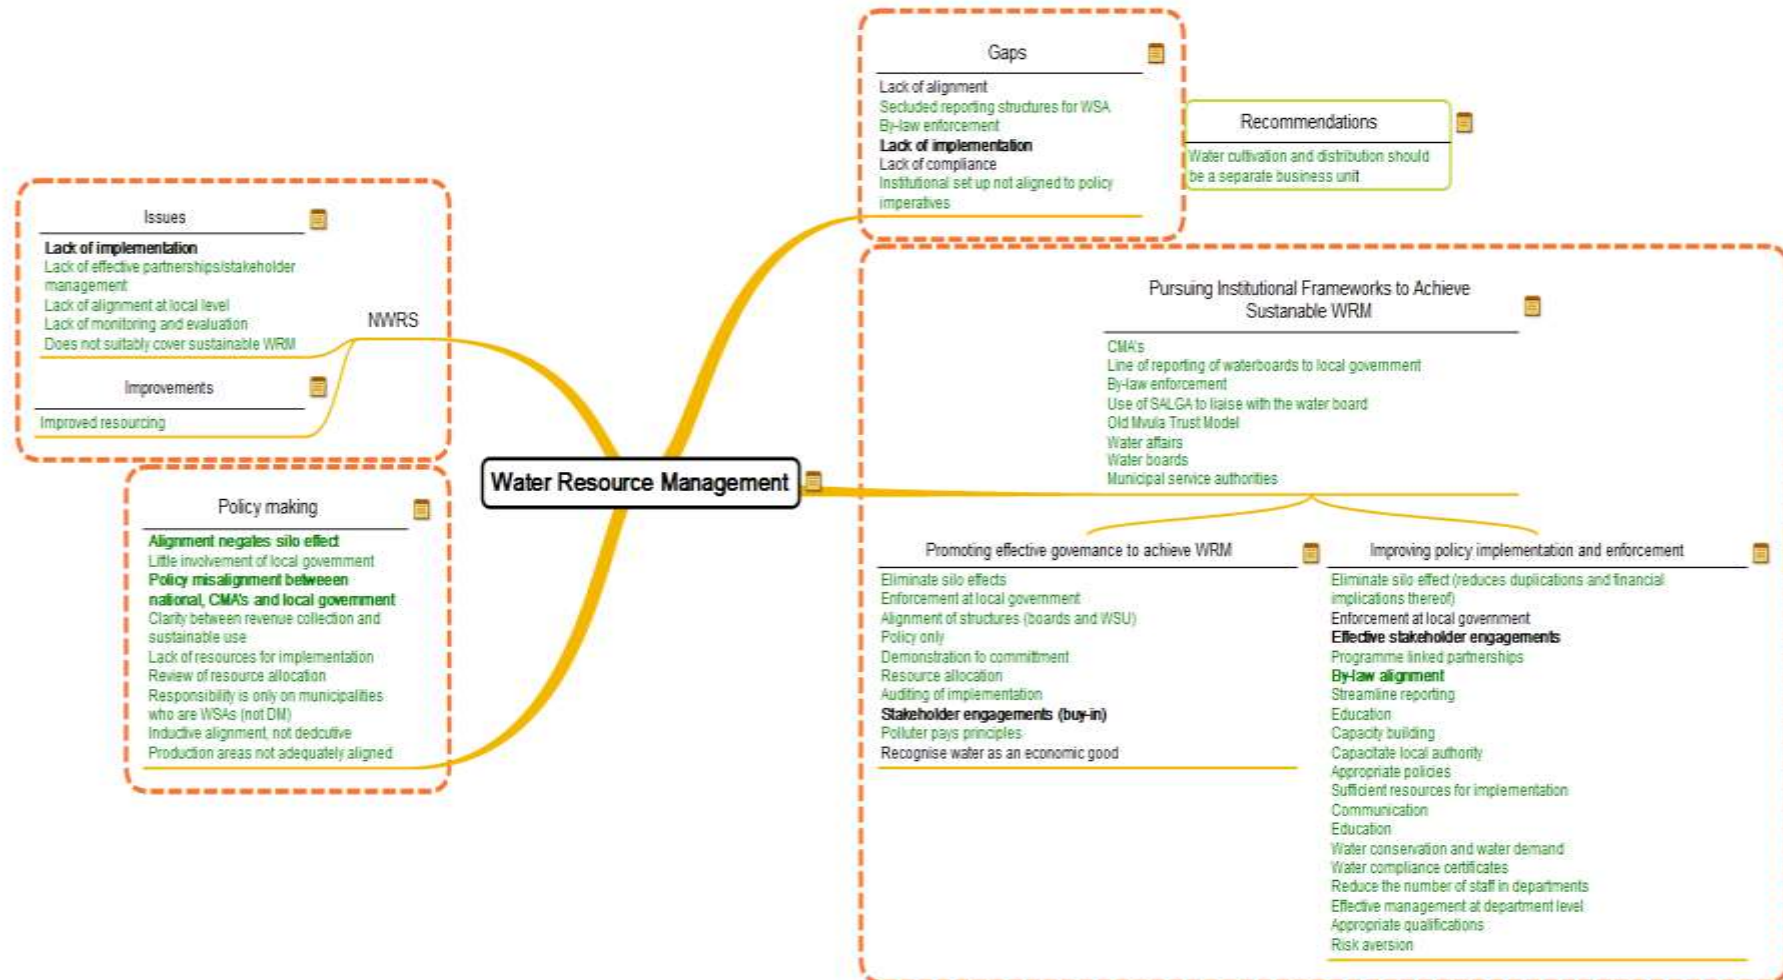 Gaps
Lack of alignment
Secluded reporting structures for WSA
By-law enforcement
Lack of implementation
Lack of compliance
Institutional set up not aligned to policy
imperatives
Recommendations
Water cultivation and distribution should
be a separate business unit
Issues
Lack of implementation
Lack of effective partnerships/stakeholder
management
Lack of alignment at local level
Lack of monitoring and evaluation
Does not suitably cover sustainable WRM
NWRS
Improvements
Improved resourcing
Water Resource Management
Policy making
Alignment negates silo effect
Little involvement of local government
Policy misalignment betweeen
national, CMA's and local government
Clarity between revenue collection and
sustainable use
Lack of resources for implementation
Review of resource allocation
Responsibility is only on municipalities
who are WSAs (not DM)
Inductive alignment, not dedcutive
Production areas not adequately aligned
Pursuing Institutional Frameworks to Achieve
Sustanable WRM
CMA's
Line of reporting of waterboards to local government
By-law enforcement
Use of SALGA to liaise with the water board
Old Mvula Trust Model
Water affairs
Water boards
Municipal service authorities
Promoting effective governance to achieve WRM
Eliminate silo effects
Enforcement at local government
Alignment of structures (boards and WSU)
Policy only
Demonstration fo committment
Resource allocation
Auditing of implementation
Stakeholder engagements (buy-in)
Polluter pays principles
Recognise water as an economic good
Improving policy implementation and enforcement
Eliminate silo effect (reduces duplications and financial
implications thereof)
Enforcement at local government
Effective stakeholder engagements
Programme linked partnerships
By-law alignment
Streamline reporting
Education
Capacity building
Capacitate local authority
Appropriate policies
Sufficient resources for implementation
Communication
Education
Water conservation and water demand
Water compliance certificates
Reduce the number of staff in departments
Effective management at department level
Appropriate qualifications
Risk aversion